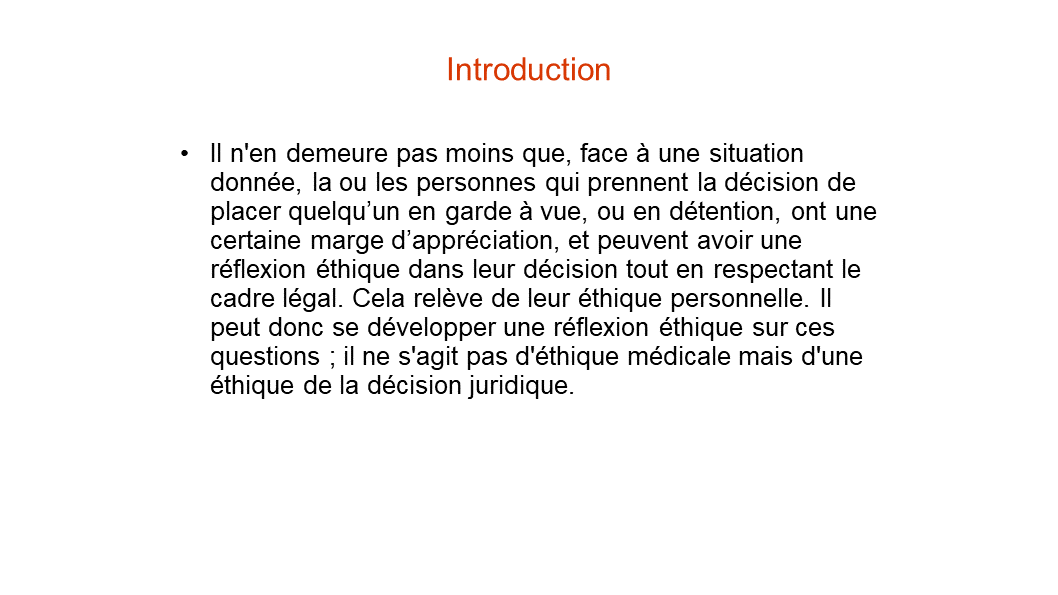 Introduction
• Il n'en demeure pas moins que, face à une situation
donnée, la ou les personnes qui prennent la décision de
placer quelqu’un en garde à vue, ou en détention, ont une
certaine marge d’appréciation, et peuvent avoir une
réflexion éthique dans leur décision tout en respectant le
cadre légal. Cela relève de leur éthique personnelle. Il
peut donc se développer une réflexion éthique sur ces
questions ; il ne s'agit pas d'éthique médicale mais d'une
éthique de la décision juridique.